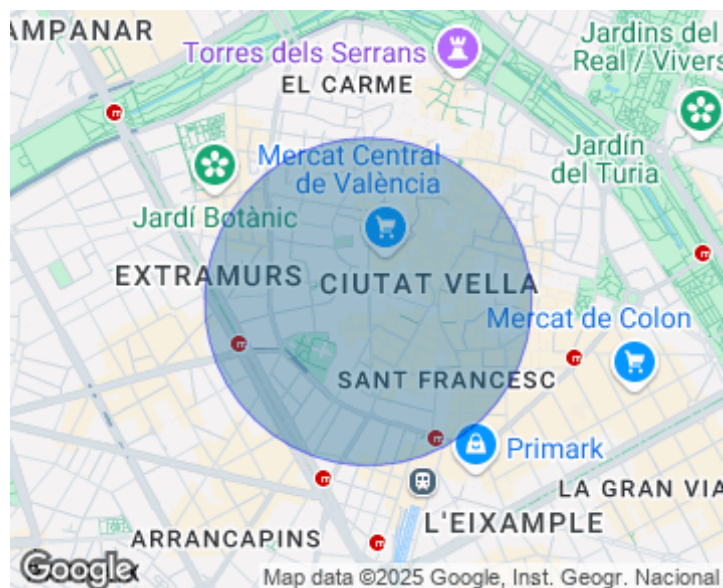 AMPANAR
Torres dels Serrans
Jardins del
Real / Vivers
EL CARME
Mercat Central
de València
Jardín
del Turia
Jardí Botànic
EXTRAMURS
CIUTAT VELLA
Mercat de Colon
SANT FRANCESC
Primark
LA GRAN VIA
L'EIXAMPLE
ARRANCAPINS
Google
Map data ©2025 Google, Inst. Geogr. Nacional